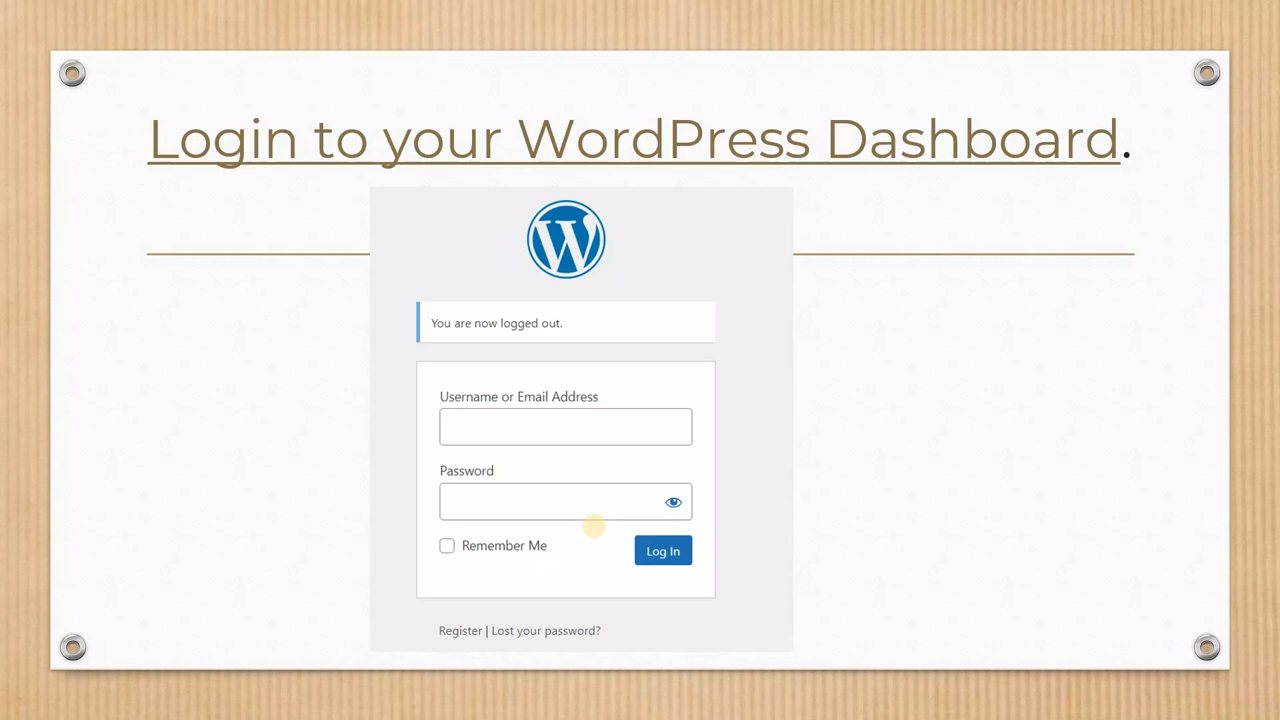 Login to your WordPress Dashboard.
You are now logged out.
Username or Email Address
Password
Remember Me
Log In
Register | Lost your password?